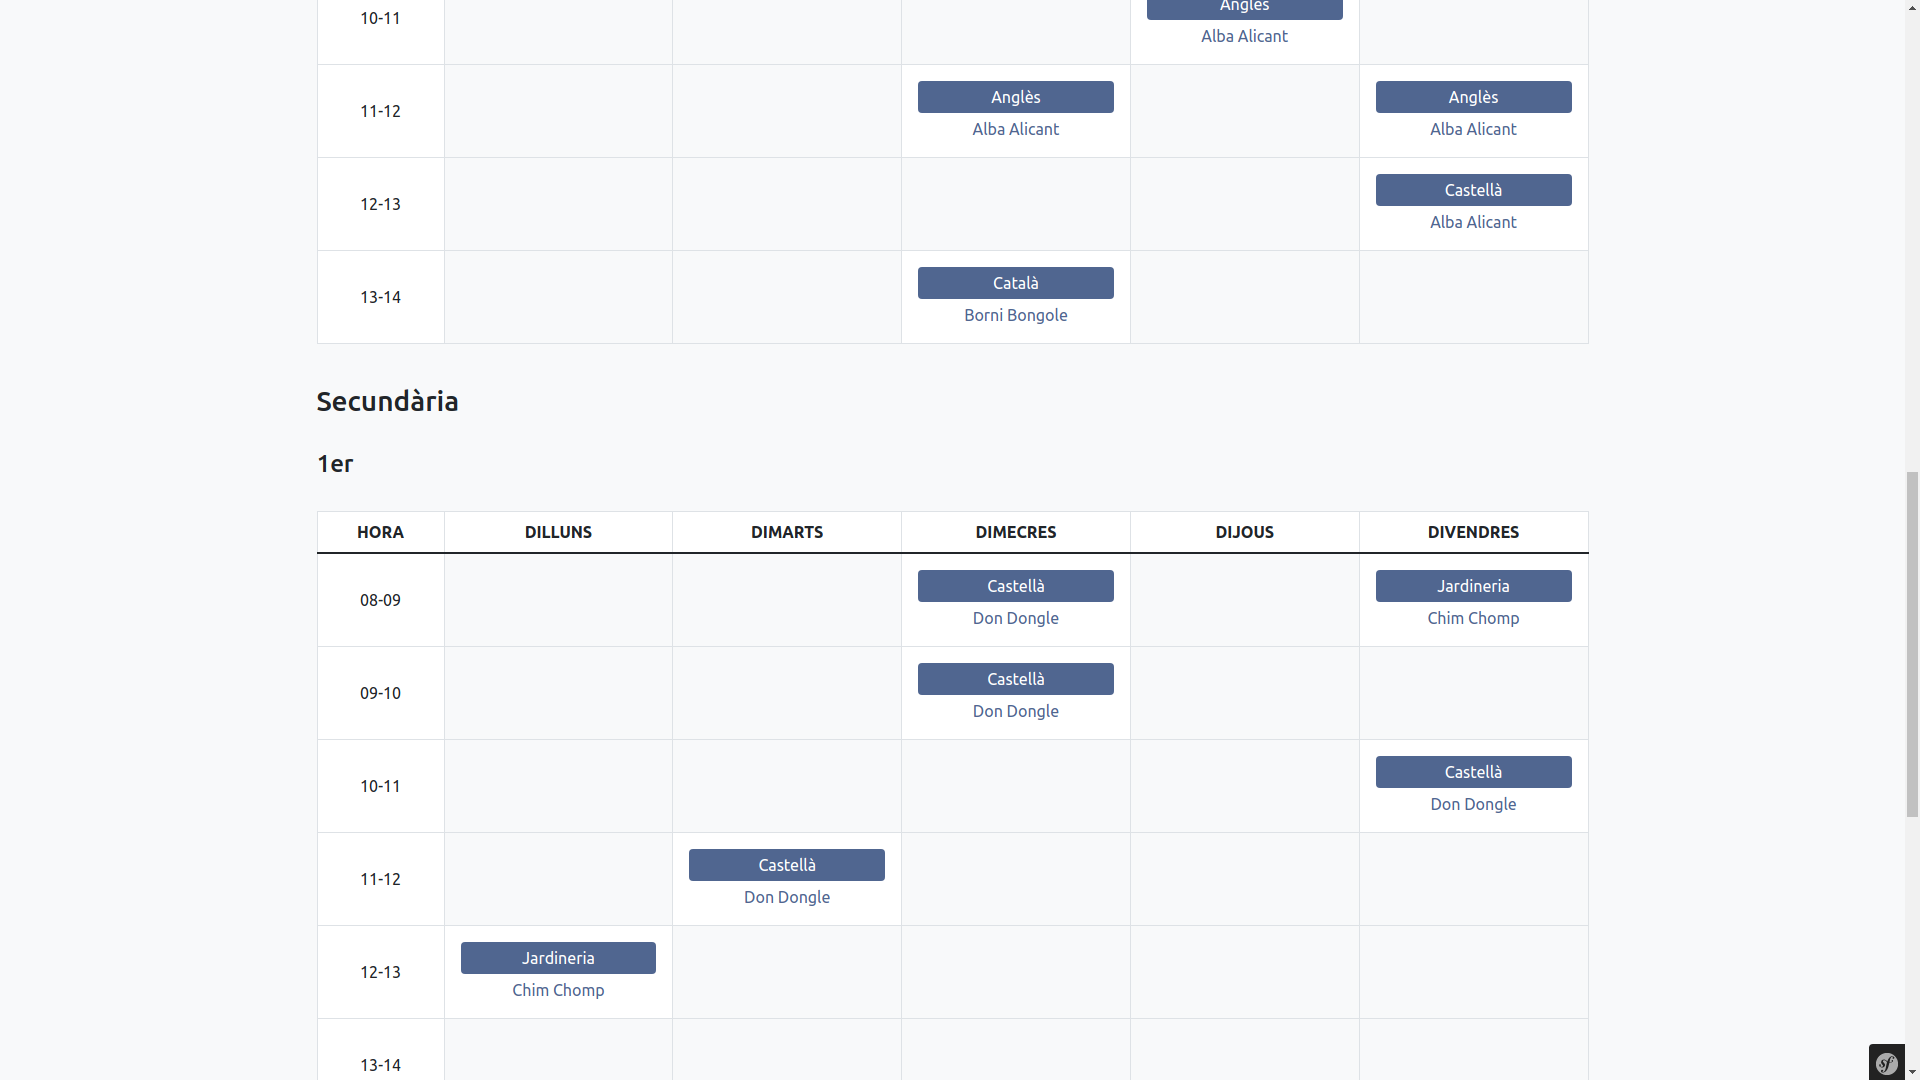 10-11 Anglès
Alba Alicant
11-12 Anglès Anglès
Alba Alicant Alba Alicant
12-13 Castellà
Alba Alicant
13-14 Català
Borni Bongole
Secundària
1er
HORA DILLUNS DIMARTS DIMECRES DIJOUS DIVENDRES
08-09 Castellà Jardineria
Don Dongle Chim Chomp
09-10 Castellà
Don Dongle
10-11 Castellà
Don Dongle
11-12 Castellà
Don Dongle
12-13 Jardineria
Chim Chomp
13-14
sf